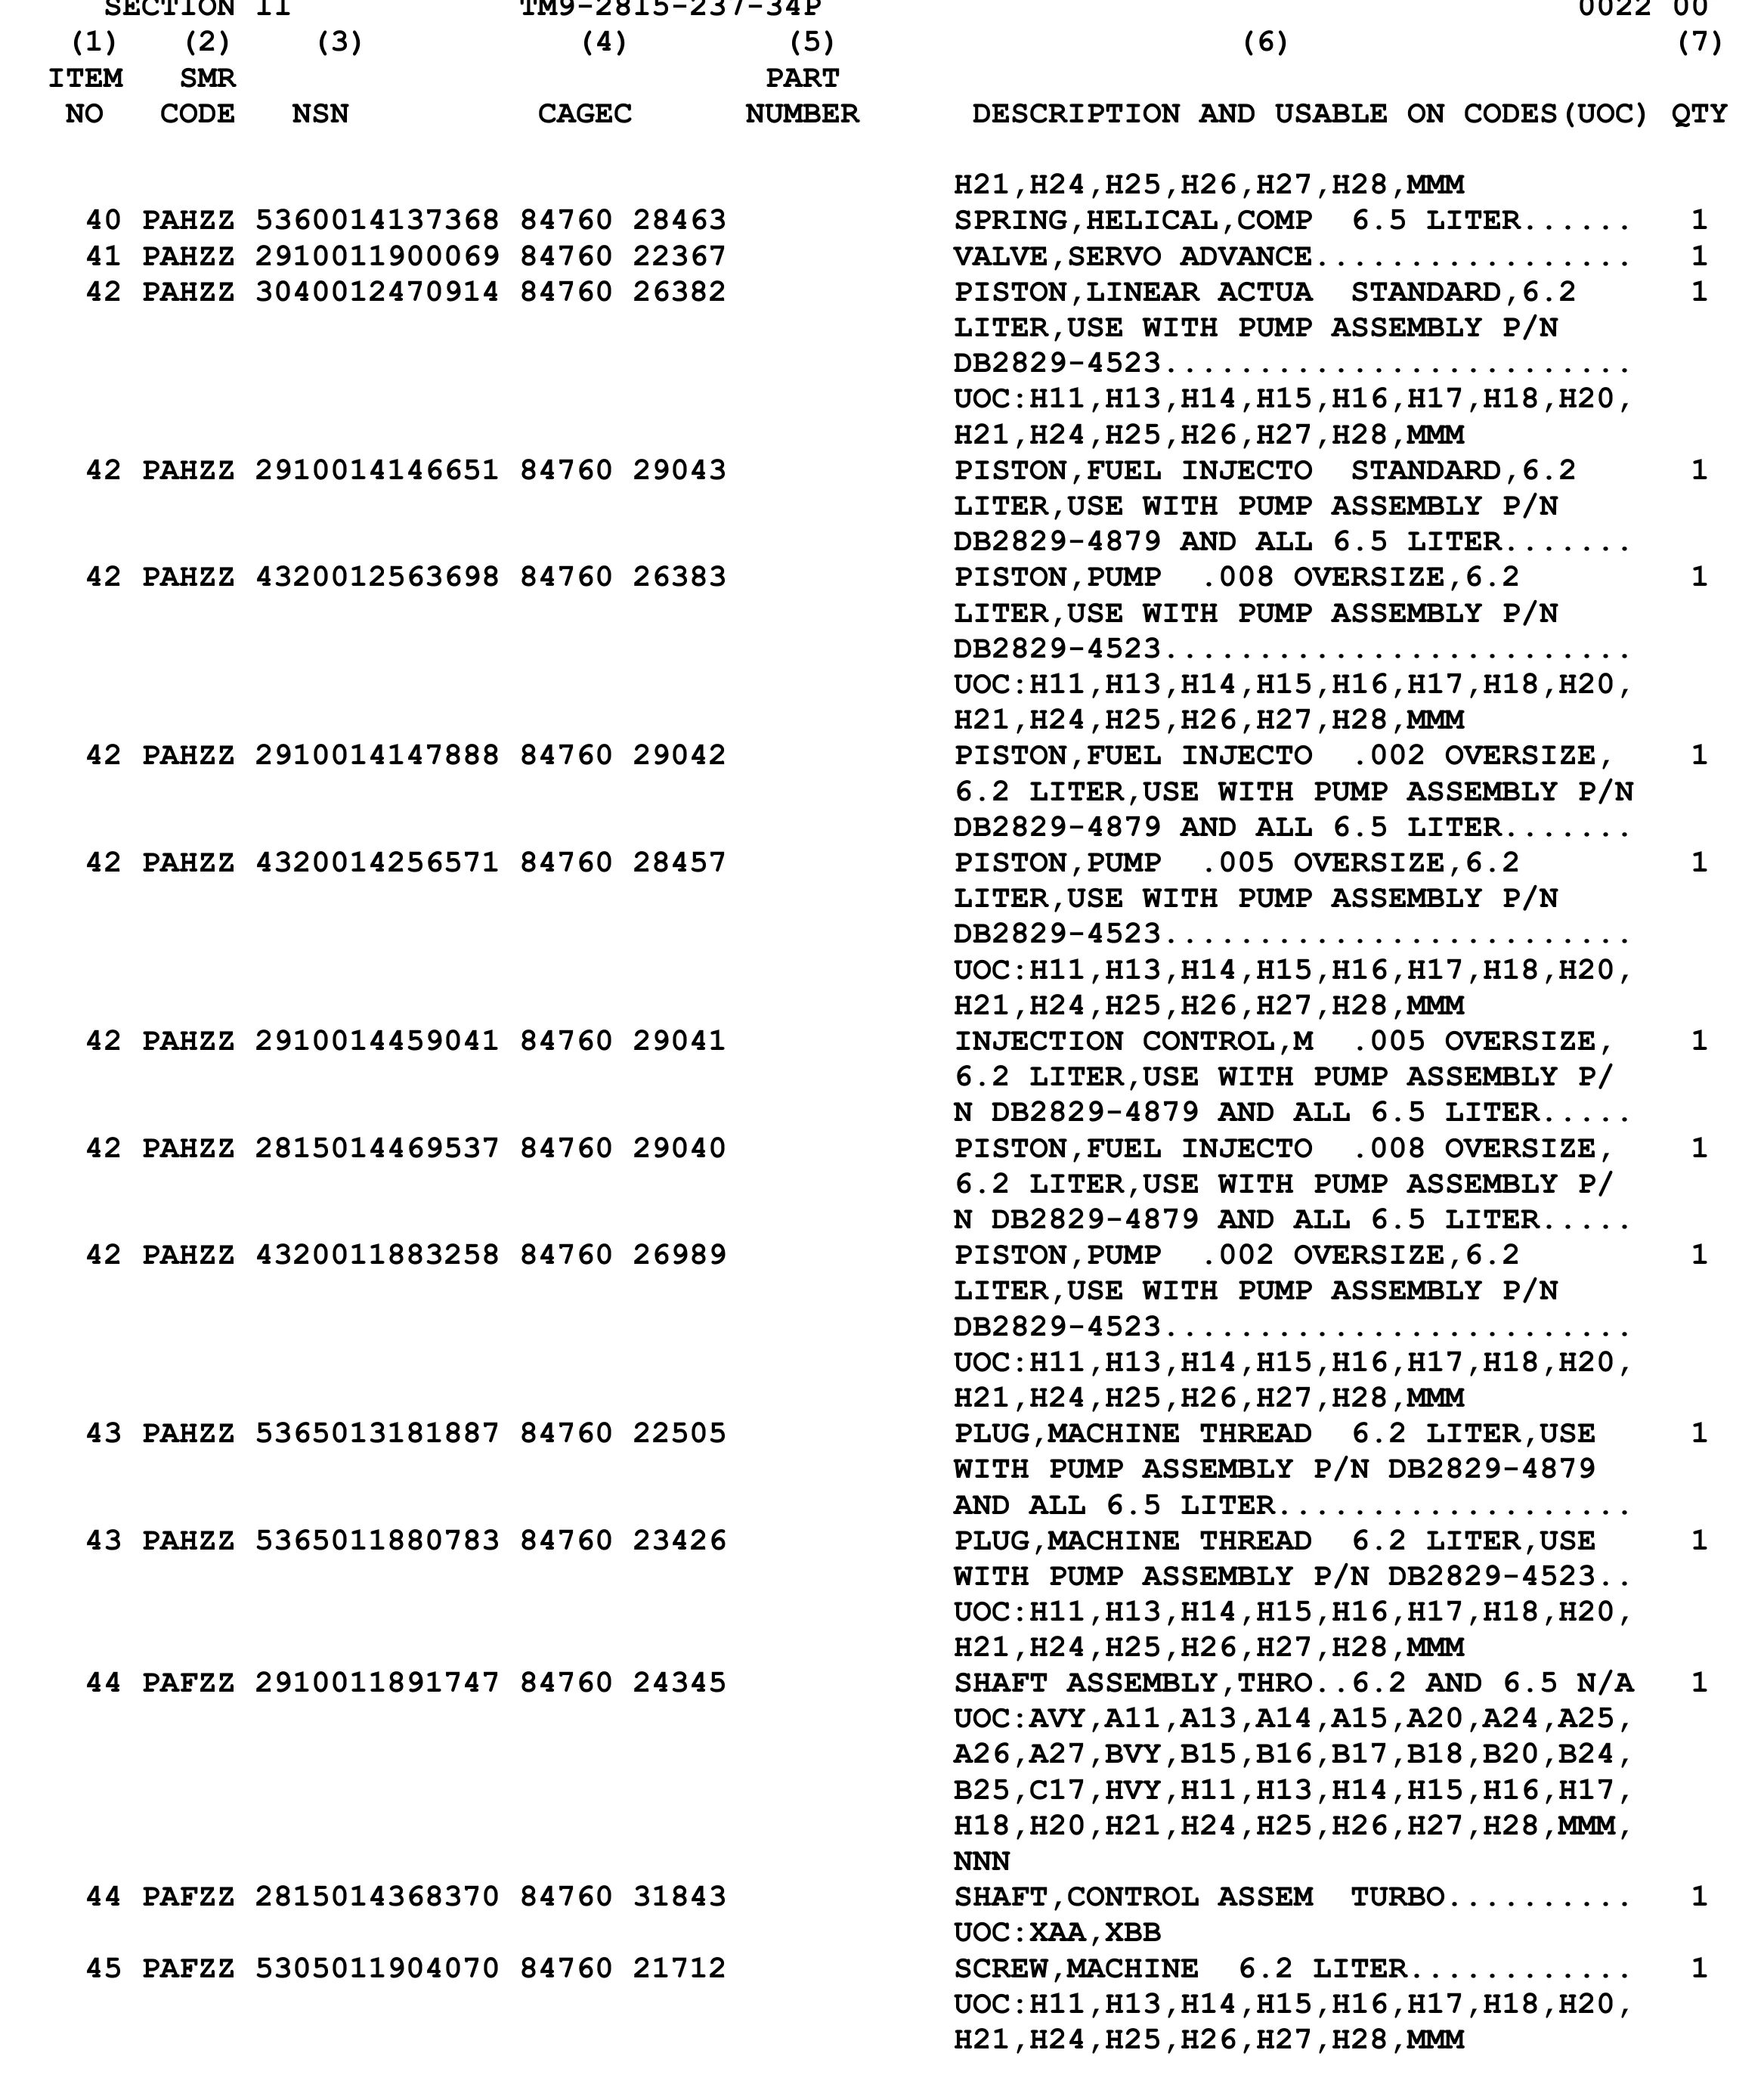 SECTION II TM9-2815-237-34P 0022 00
(1) (2) (3) (4) (5) (6) (7)
ITEM SMR PART
NO CODE NSN CAGEC NUMBER DESCRIPTION AND USABLE ON CODES(UOC) QTY
H21,H24,H25,H26,H27,H28,MMM
40 PAHZZ 5360014137368 84760 28463 SPRING,HELICAL,COMP 6.5 LITER...... 1
41 PAHZZ 2910011900069 84760 22367 VALVE,SERVO ADVANCE................. 1
42 PAHZZ 3040012470914 84760 26382 PISTON,LINEAR ACTUA STANDARD,6.2 1
LITER,USE WITH PUMP ASSEMBLY P/N
DB2829-4523.........................
UOC:H11,H13,H14,H15,H16,H17,H18,H20,
H21,H24,H25,H26,H27,H28,MMM
42 PAHZZ 2910014146651 84760 29043 PISTON,FUEL INJECTO STANDARD,6.2 1
LITER,USE WITH PUMP ASSEMBLY P/N
DB2829-4879 AND ALL 6.5 LITER.......
42 PAHZZ 4320012563698 84760 26383 PISTON,PUMP .008 OVERSIZE,6.2 1
LITER,USE WITH PUMP ASSEMBLY P/N
DB2829-4523.........................
UOC:H11,H13,H14,H15,H16,H17,H18,H20,
H21,H24,H25,H26,H27,H28,MMM
42 PAHZZ 2910014147888 84760 29042 PISTON,FUEL INJECTO .002 OVERSIZE, 1
6.2 LITER,USE WITH PUMP ASSEMBLY P/N
DB2829-4879 AND ALL 6.5 LITER.......
42 PAHZZ 4320014256571 84760 28457 PISTON,PUMP .005 OVERSIZE,6.2 1
LITER,USE WITH PUMP ASSEMBLY P/N
DB2829-4523.........................
UOC:H11,H13,H14,H15,H16,H17,H18,H20,
H21,H24,H25,H26,H27,H28,MMM
42 PAHZZ 2910014459041 84760 29041 INJECTION CONTROL,M .005 OVERSIZE, 1
6.2 LITER,USE WITH PUMP ASSEMBLY P/
N DB2829-4879 AND ALL 6.5 LITER.....
42 PAHZZ 2815014469537 84760 29040 PISTON,FUEL INJECTO .008 OVERSIZE, 1
6.2 LITER,USE WITH PUMP ASSEMBLY P/
N DB2829-4879 AND ALL 6.5 LITER.....
42 PAHZZ 4320011883258 84760 26989 PISTON,PUMP .002 OVERSIZE,6.2 1
LITER,USE WITH PUMP ASSEMBLY P/N
DB2829-4523.........................
UOC:H11,H13,H14,H15,H16,H17,H18,H20,
H21,H24,H25,H26,H27,H28,MMM
43 PAHZZ 5365013181887 84760 22505 PLUG,MACHINE THREAD 6.2 LITER,USE 1
WITH PUMP ASSEMBLY P/N DB2829-4879
AND ALL 6.5 LITER...................
43 PAHZZ 5365011880783 84760 23426 PLUG,MACHINE THREAD 6.2 LITER,USE 1
WITH PUMP ASSEMBLY P/N DB2829-4523..
UOC:H11,H13,H14,H15,H16,H17,H18,H20,
H21,H24,H25,H26,H27,H28,MMM
44 PAFZZ 2910011891747 84760 24345 SHAFT ASSEMBLY,THRO..6.2 AND 6.5 N/A 1
UOC:AVY,A11,A13,A14,A15,A20,A24,A25,
A26,A27,BVY,B15,B16,B17,B18,B20,B24,
B25,C17,HVY,H11,H13,H14,H15,H16,H17,
H18,H20,H21,H24,H25,H26,H27,H28,MMM,
NNN
44 PAFZZ 2815014368370 84760 31843 SHAFT,CONTROL ASSEM TURBO.......... 1
UOC:XAA,XBB
45 PAFZZ 5305011904070 84760 21712 SCREW,MACHINE 6.2 LITER............ 1
UOC:H11,H13,H14,H15,H16,H17,H18,H20,
H21,H24,H25,H26,H27,H28,MMM